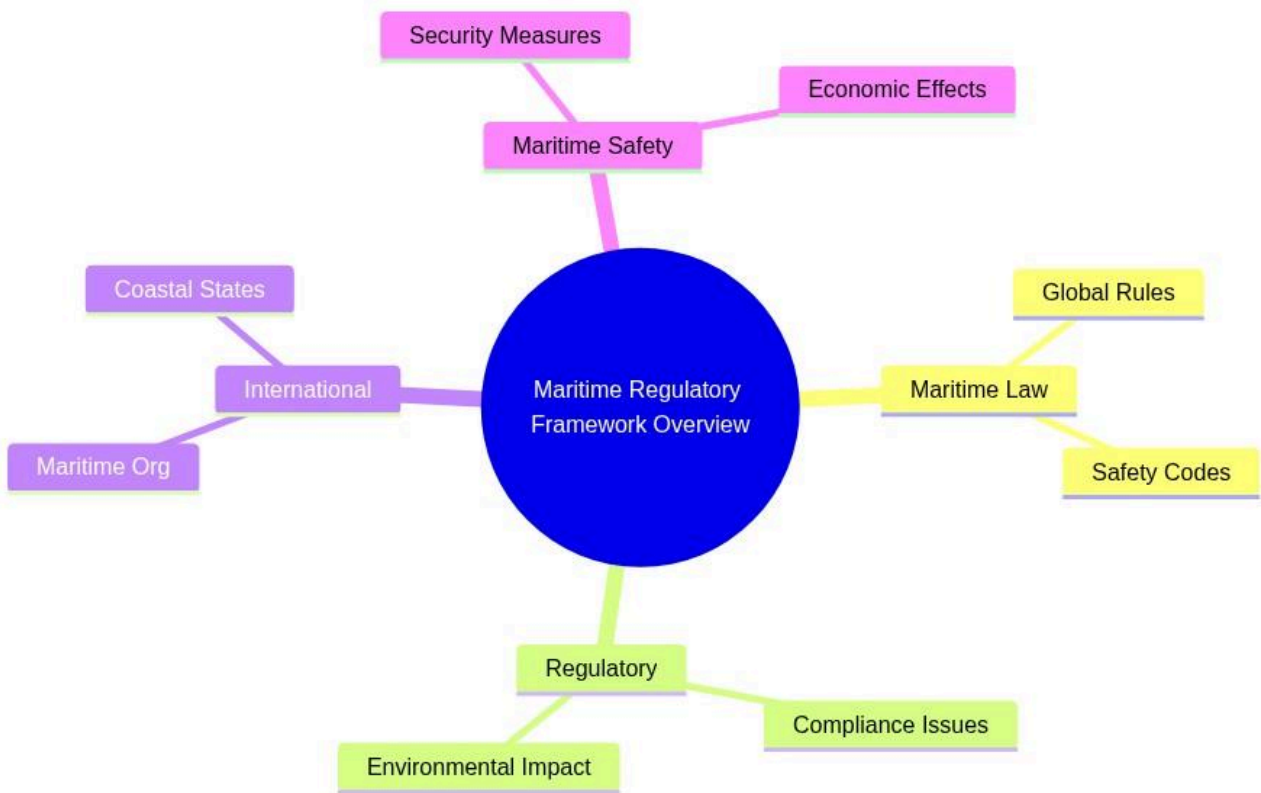 Security Measures
Economic Effects
Maritime Safety
Coastal States
Global Rules
International
Maritime Regulatory
Framework Overview
Maritime Law
Maritime Org
Safety Codes
Regulatory
Compliance Issues
Environmental Impact